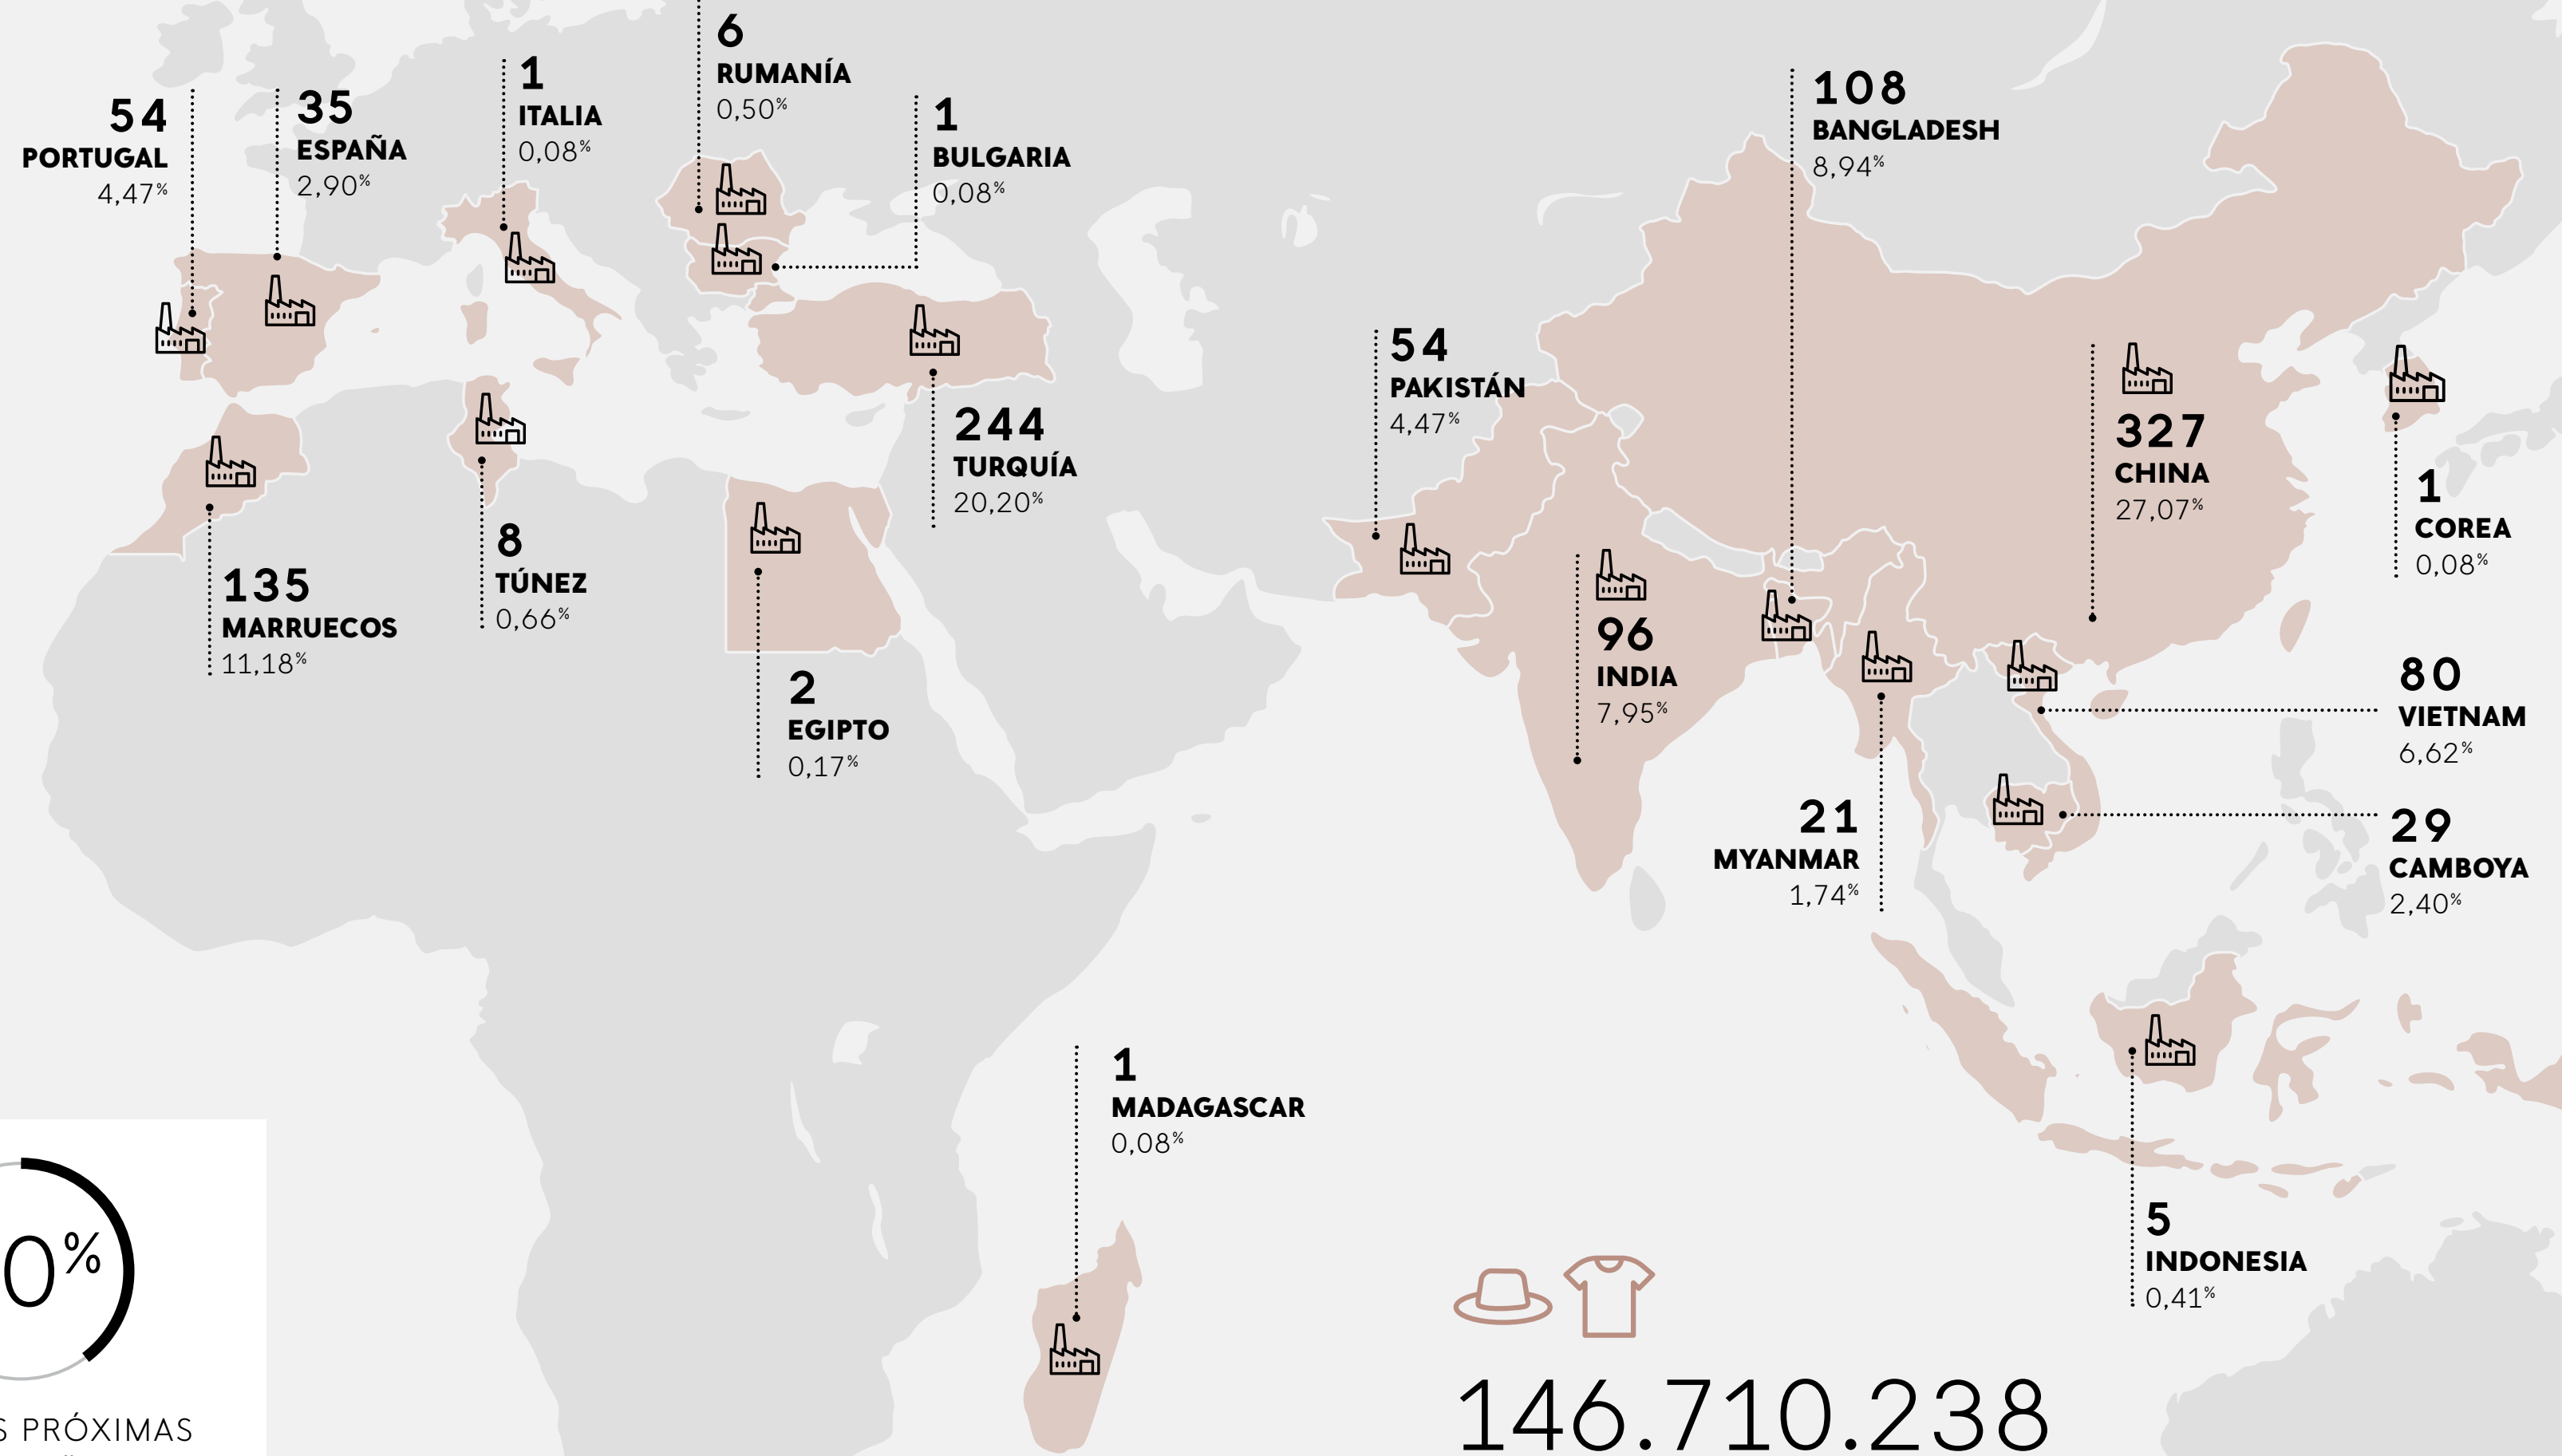 6
RUMANÍA
0,50%
1
ITALIA
0,08%
54
PORTUGAL
4,47%
35
ESPAÑA
2,90%
1
BULGARIA
0,08%
108
BANGLADESH
8,94%
54
PAKISTÁN
4,47%
327
CHINA
27,07%
244
TURQUÍA
20,20%
1
COREA
0,08%
8
TÚNEZ
0,66%
135
MARRUECOS
11,18%
96
INDIA
7,95%
2
EGIPTO
0,17%
80
VIETNAM
6,62%
21
MYANMAR
1,74%
29
CAMBOYA
2,40%
1
MADAGASCAR
0,08%
5
INDONESIA
0,41%
0%
S PRÓXIMAS
146.710.238